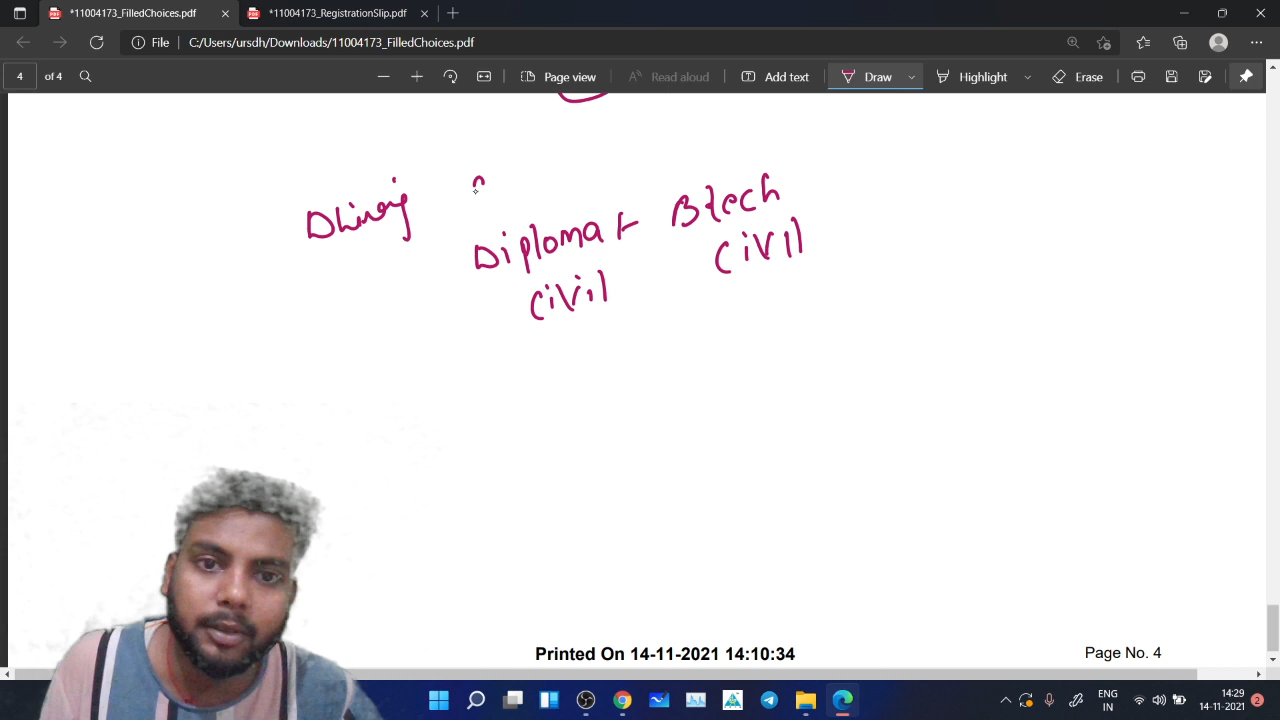 *11004173_FilledChoices.pdf
*11004173_RegistrationSlip.pdf
File C:/Users/ursdh/Downloads/11004173_FilledChoices.pdf
4 of 4 Page view Read aloud Add text Draw Highlight Erase
Diploma + Btech
Civil Civil
Printed On 14-11-2021 14:10:34
Page No. 4
ENG 14:29
IN 14-11-2021 2